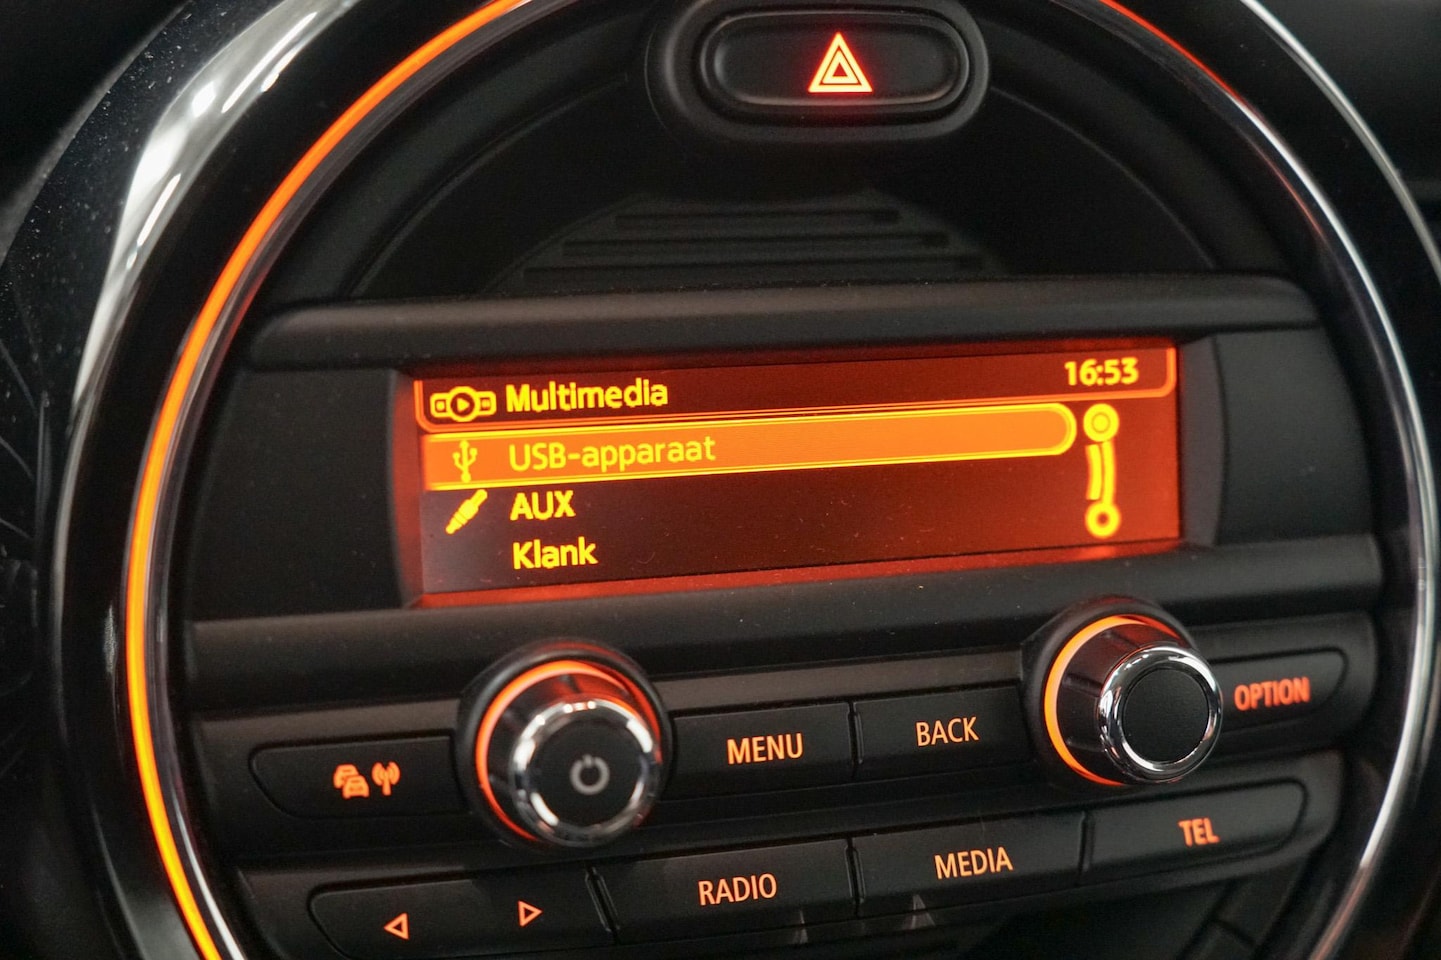 Multimedia 16:53
USB-apparaat
AUX
Klank
MENU
BACK
OPTION
RADIO
MEDIA
TEL